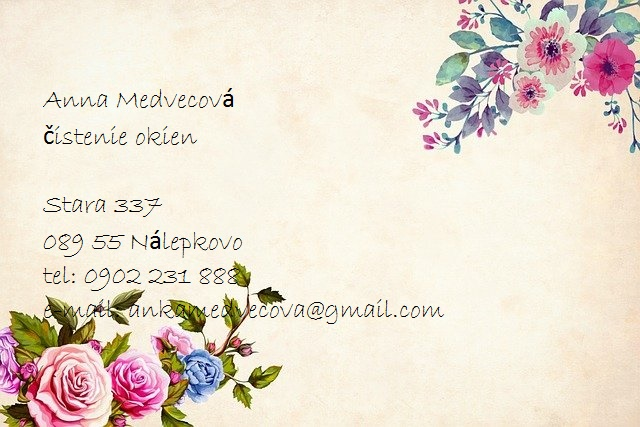 Anna Medvecová
čistenie okien
Stara 337
089 55 Nálepkovo
tel: 0902 231 888
e-mail: ankamedvecova@gmail.com